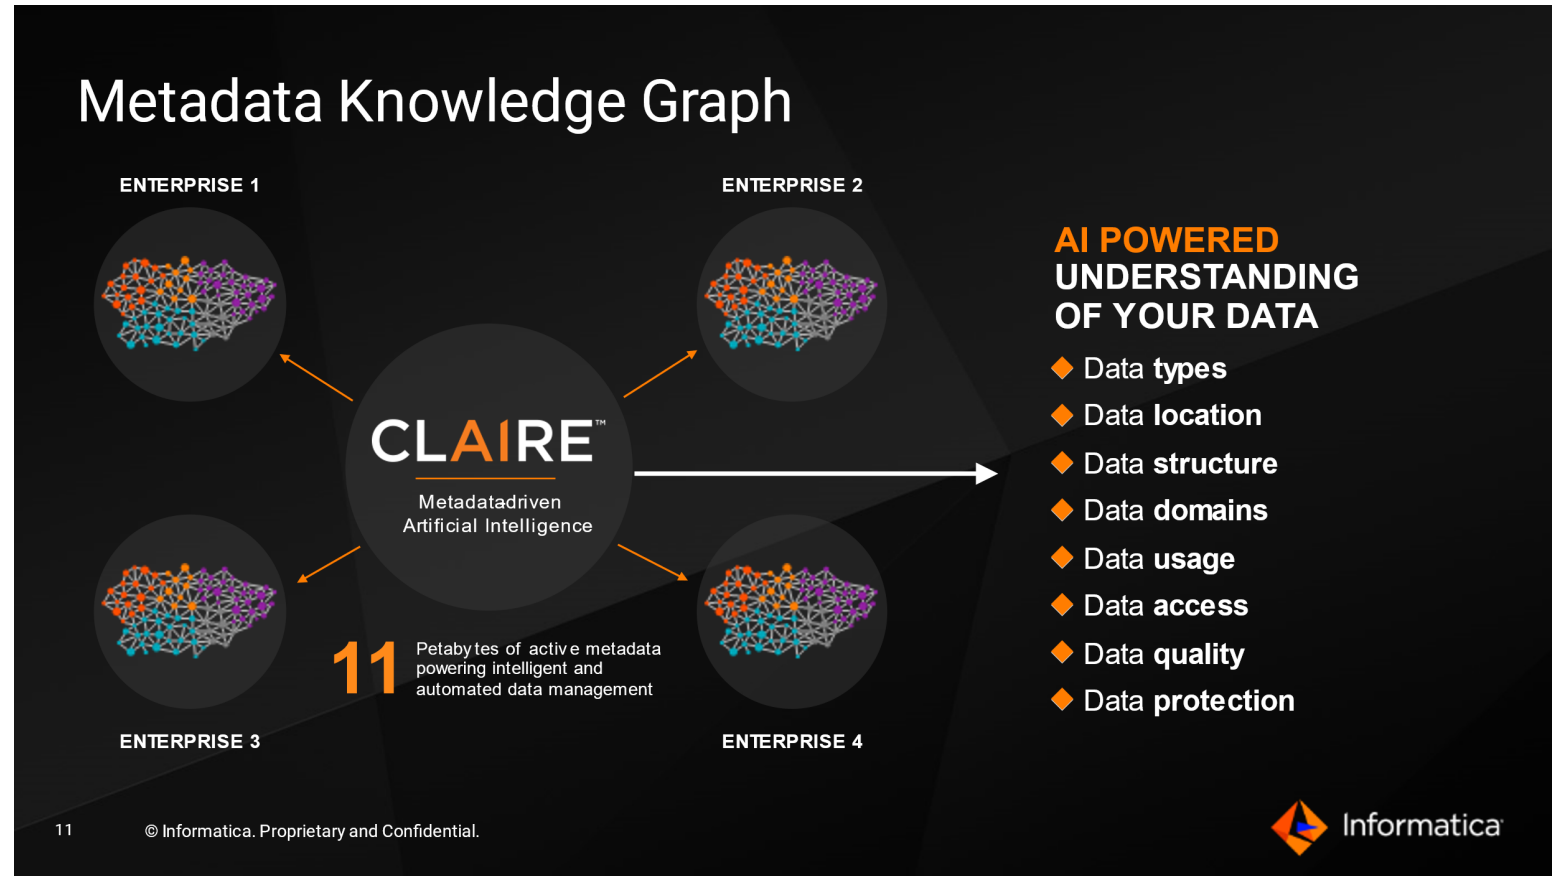 Metadata Knowledge Graph
ENTERPRISE 1
ENTERPRISE 2
CLAIRE™
Metadata-driven
Artificial Intelligence
11
Petabytes of active metadata
powering intelligent and
automated data management
ENTERPRISE 3
ENTERPRISE 4
AI POWERED
UNDERSTANDING
OF YOUR DATA
Data types
Data location
Data structure
Data domains
Data usage
Data access
Data quality
Data protection
11
© Informatica. Proprietary and Confidential.
Informatica